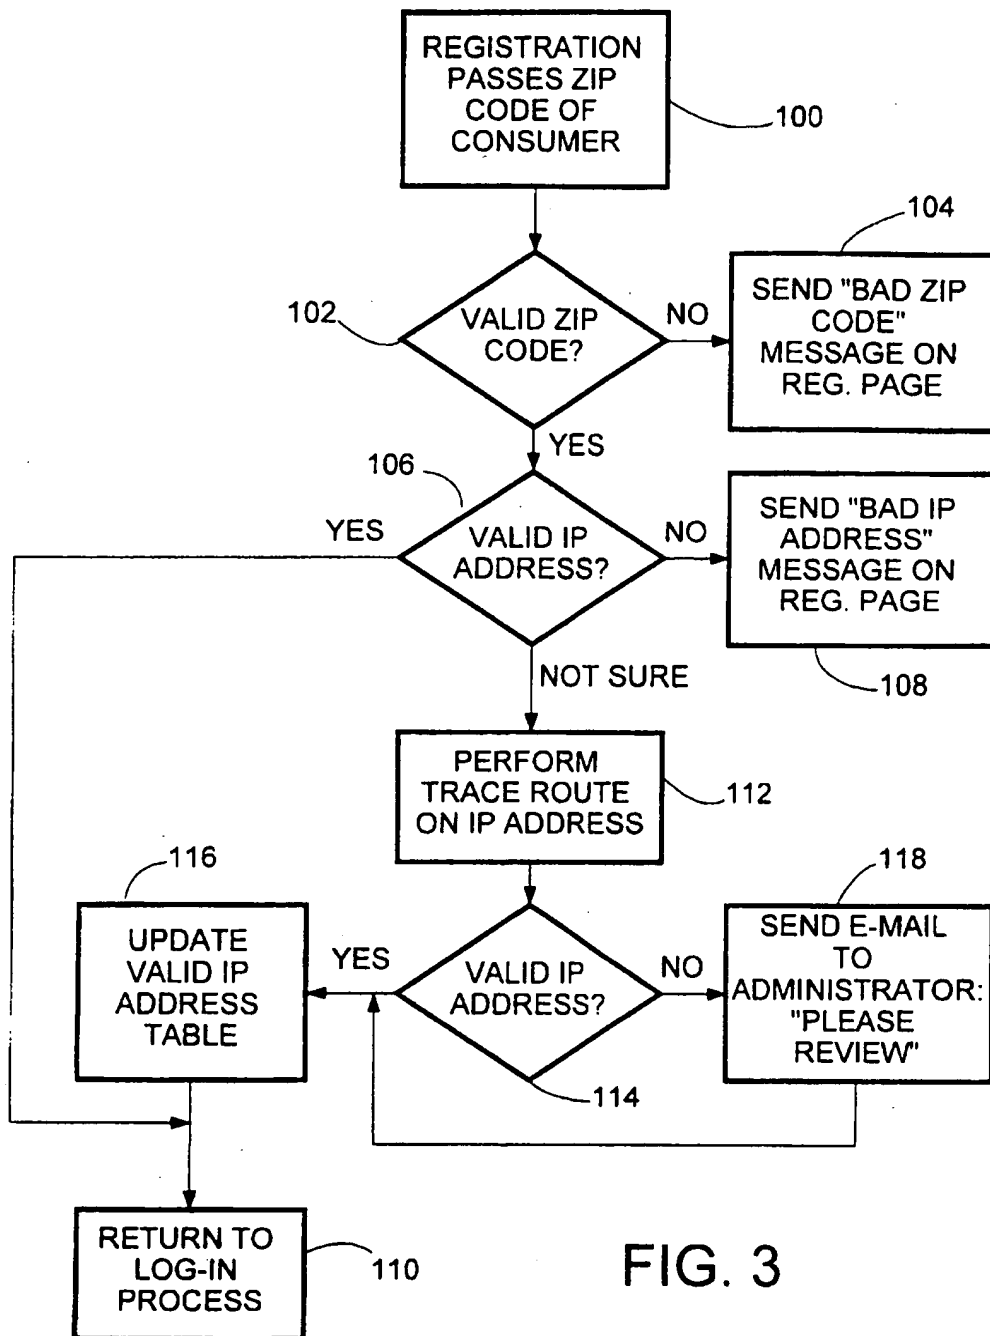 REGISTRATION
PASSES ZIP
CODE OF
CONSUMER
100
104
102
VALID ZIP
CODE?
NO
SEND "BAD ZIP
CODE"
MESSAGE ON
REG. PAGE
YES
106
YES
VALID IP
ADDRESS?
NO
SEND "BAD IP
ADDRESS"
MESSAGE ON
REG. PAGE
108
NOT SURE
PERFORM
TRACE ROUTE
ON IP ADDRESS
112
116
118
UPDATE
VALID IP
ADDRESS
TABLE
YES
VALID IP
ADDRESS?
NO
SEND E-MAIL
TO
ADMINISTRATOR:
"PLEASE
REVIEW"
114
RETURN TO
LOG-IN
PROCESS
110
FIG. 3